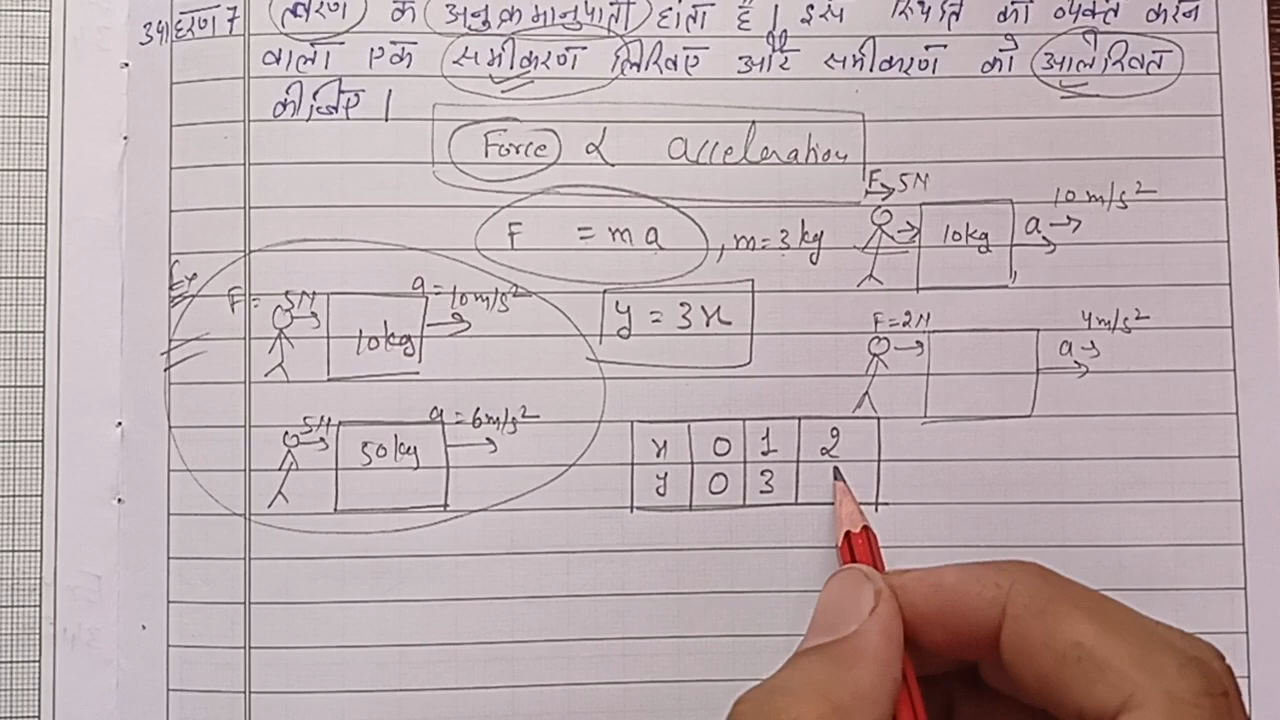 उदाहरण 7 त्वरण के अनुक्रमानुपाती होता है। इस स्थिति को व्यक्त करने
वाला एक समीकरण लिखिए और समीकरण को आलेखित
कीजिए।
Force ∝ acceleration
F = ma, m = 3 kg
F → 5N
10kg
a → 10 m/s²
Ex
F = 5N
10kg
a = 10 m/s²
y = 3x
F = 2N
a → 4 m/s²
5N
50kg
a = 6 m/s²
x 0 1 2
y 0 3